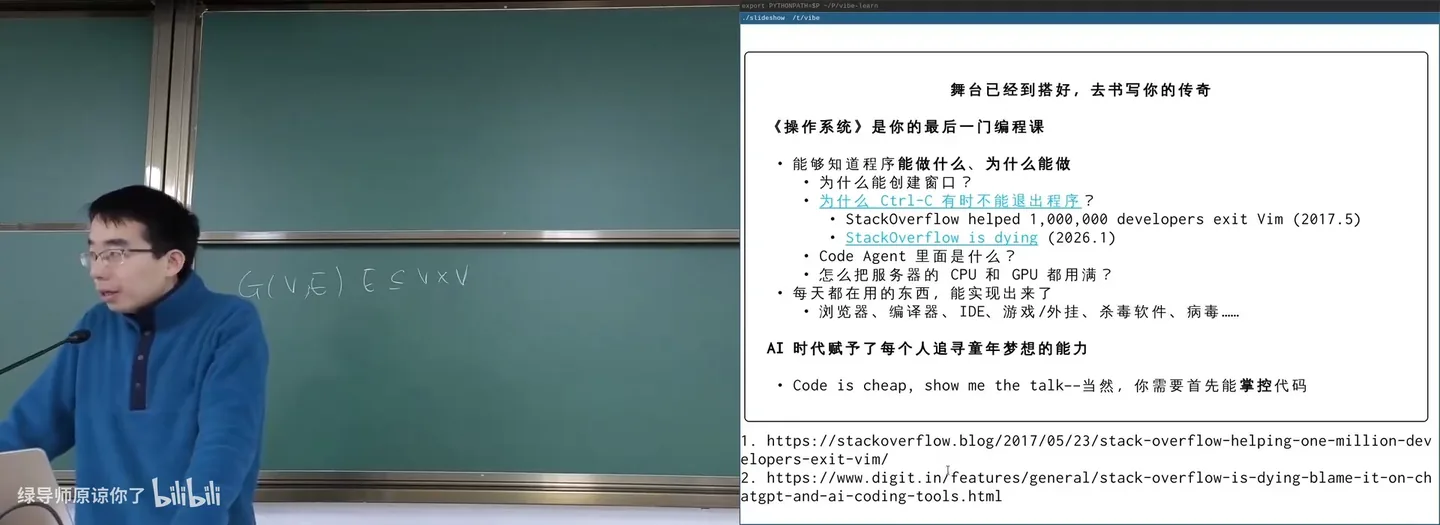 G(V,E) E ⊆ V×V
绿导师原谅你了 bilibili
export PYTHONPATH=$P ~/P/vibe-learn
./slideshow /t/vibe
舞台已经到搭好，去书写你的传奇
《操作系统》是你的最后一门编程课
• 能够知道程序能做什么、为什么能做
• 为什么能创建窗口？
• 为什么 Ctrl-C 有时不能退出程序？
• StackOverflow helped 1,000,000 developers exit Vim (2017.5)
• StackOverflow is dying (2026.1)
• Code Agent 里面是什么？
• 怎么把服务器的 CPU 和 GPU 都用满？
• 每天都在用的东西，能实现出来了
• 浏览器、编译器、IDE、游戏/外挂、杀毒软件、病毒……
AI 时代赋予了每个人追寻童年梦想的能力
• Code is cheap, show me the talk——当然，你需要首先能掌控代码
1. https://stackoverflow.blog/2017/05/23/stack-overflow-helping-one-million-dev
elopers-exit-vim/
2. https://www.digit.in/features/general/stack-overflow-is-dying-blame-it-on-ch
atgpt-and-ai-coding-tools.html